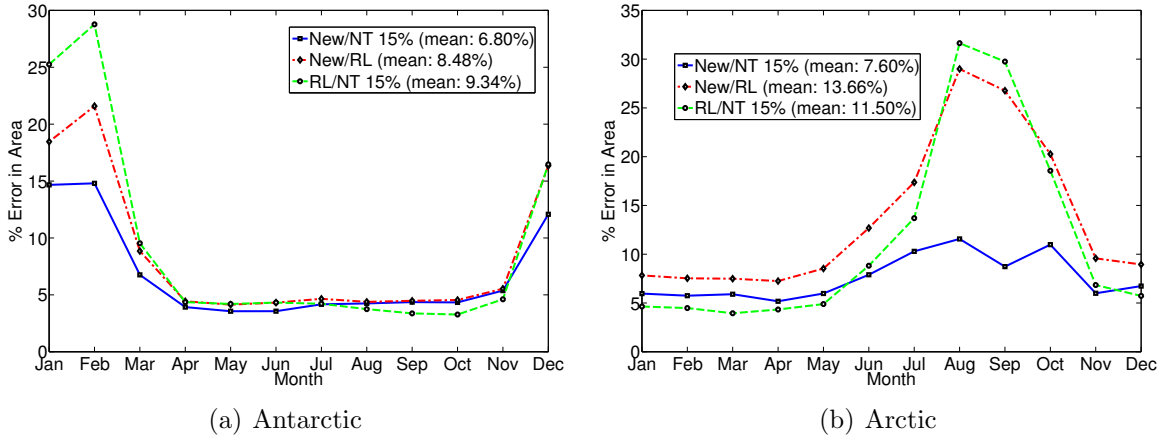 30
25
20
15
10
5
0
% Error in Area
New/NT 15% (mean: 6.80%)
New/RL (mean: 8.48%)
RL/NT 15% (mean: 9.34%)
Jan Feb Mar Apr May Jun Jul Aug Sep Oct Nov Dec
Month
(a) Antarctic
35
30
25
20
15
10
5
0
% Error in Area
New/NT 15% (mean: 7.60%)
New/RL (mean: 13.66%)
RL/NT 15% (mean: 11.50%)
Jan Feb Mar Apr May Jun Jul Aug Sep Oct Nov Dec
Month
(b) Arctic